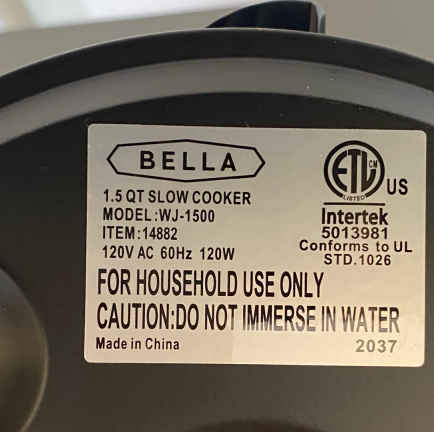 BELLA
1.5 QT SLOW COOKER
MODEL:WJ-1500
ITEM:14882
120V AC 60Hz 120W
ETL CM
LISTED
US
Intertek
5013981
Conforms to UL
STD.1026
FOR HOUSEHOLD USE ONLY
CAUTION:DO NOT IMMERSE IN WATER
Made in China
2037